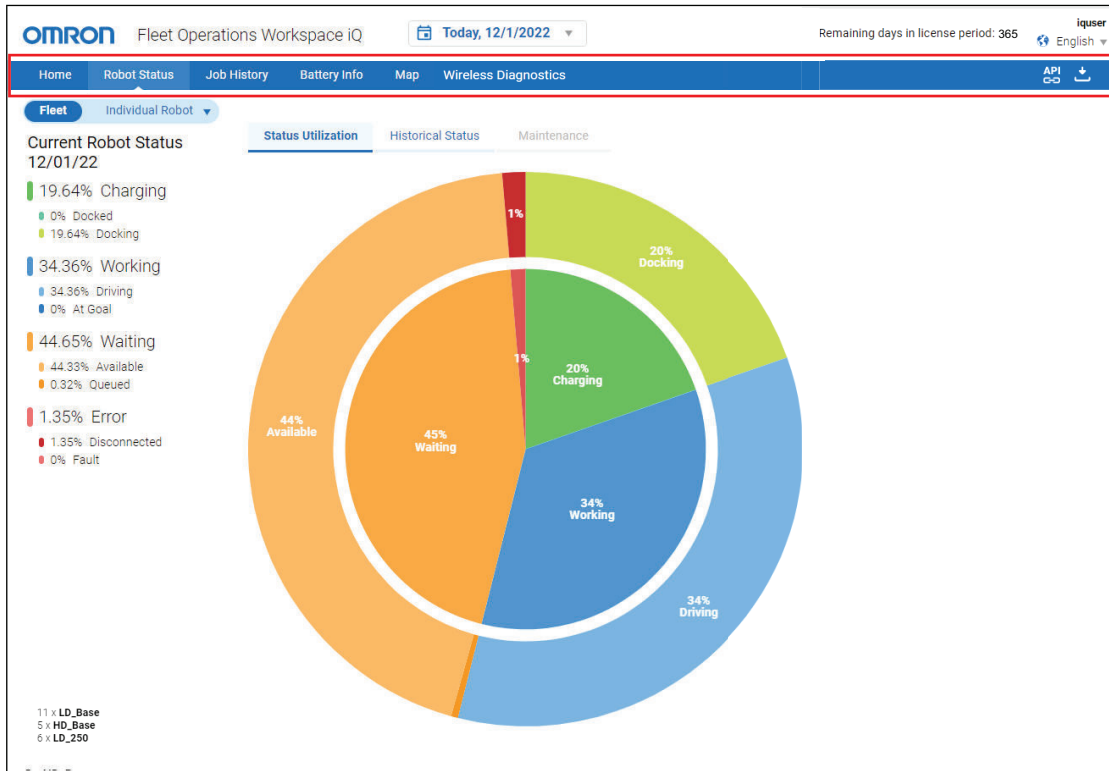 OMRON Fleet Operations Workspace iQ
Today, 12/1/2022
Remaining days in license period: 365
iquser
English
Home Robot Status Job History Battery Info Map Wireless Diagnostics
API
Fleet Individual Robot
Status Utilization Historical Status Maintenance
Current Robot Status
12/01/22
19.64% Charging
0% Docked
19.64% Docking
34.36% Working
34.36% Driving
0% At Goal
44.65% Waiting
44.33% Available
0.32% Queued
1.35% Error
1.35% Disconnected
0% Fault
1%
20%
Docking
1%
20%
Charging
44%
Available
45%
Waiting
34%
Working
34%
Driving
11 x LD_Base
5 x HD_Base
6 x LD_250